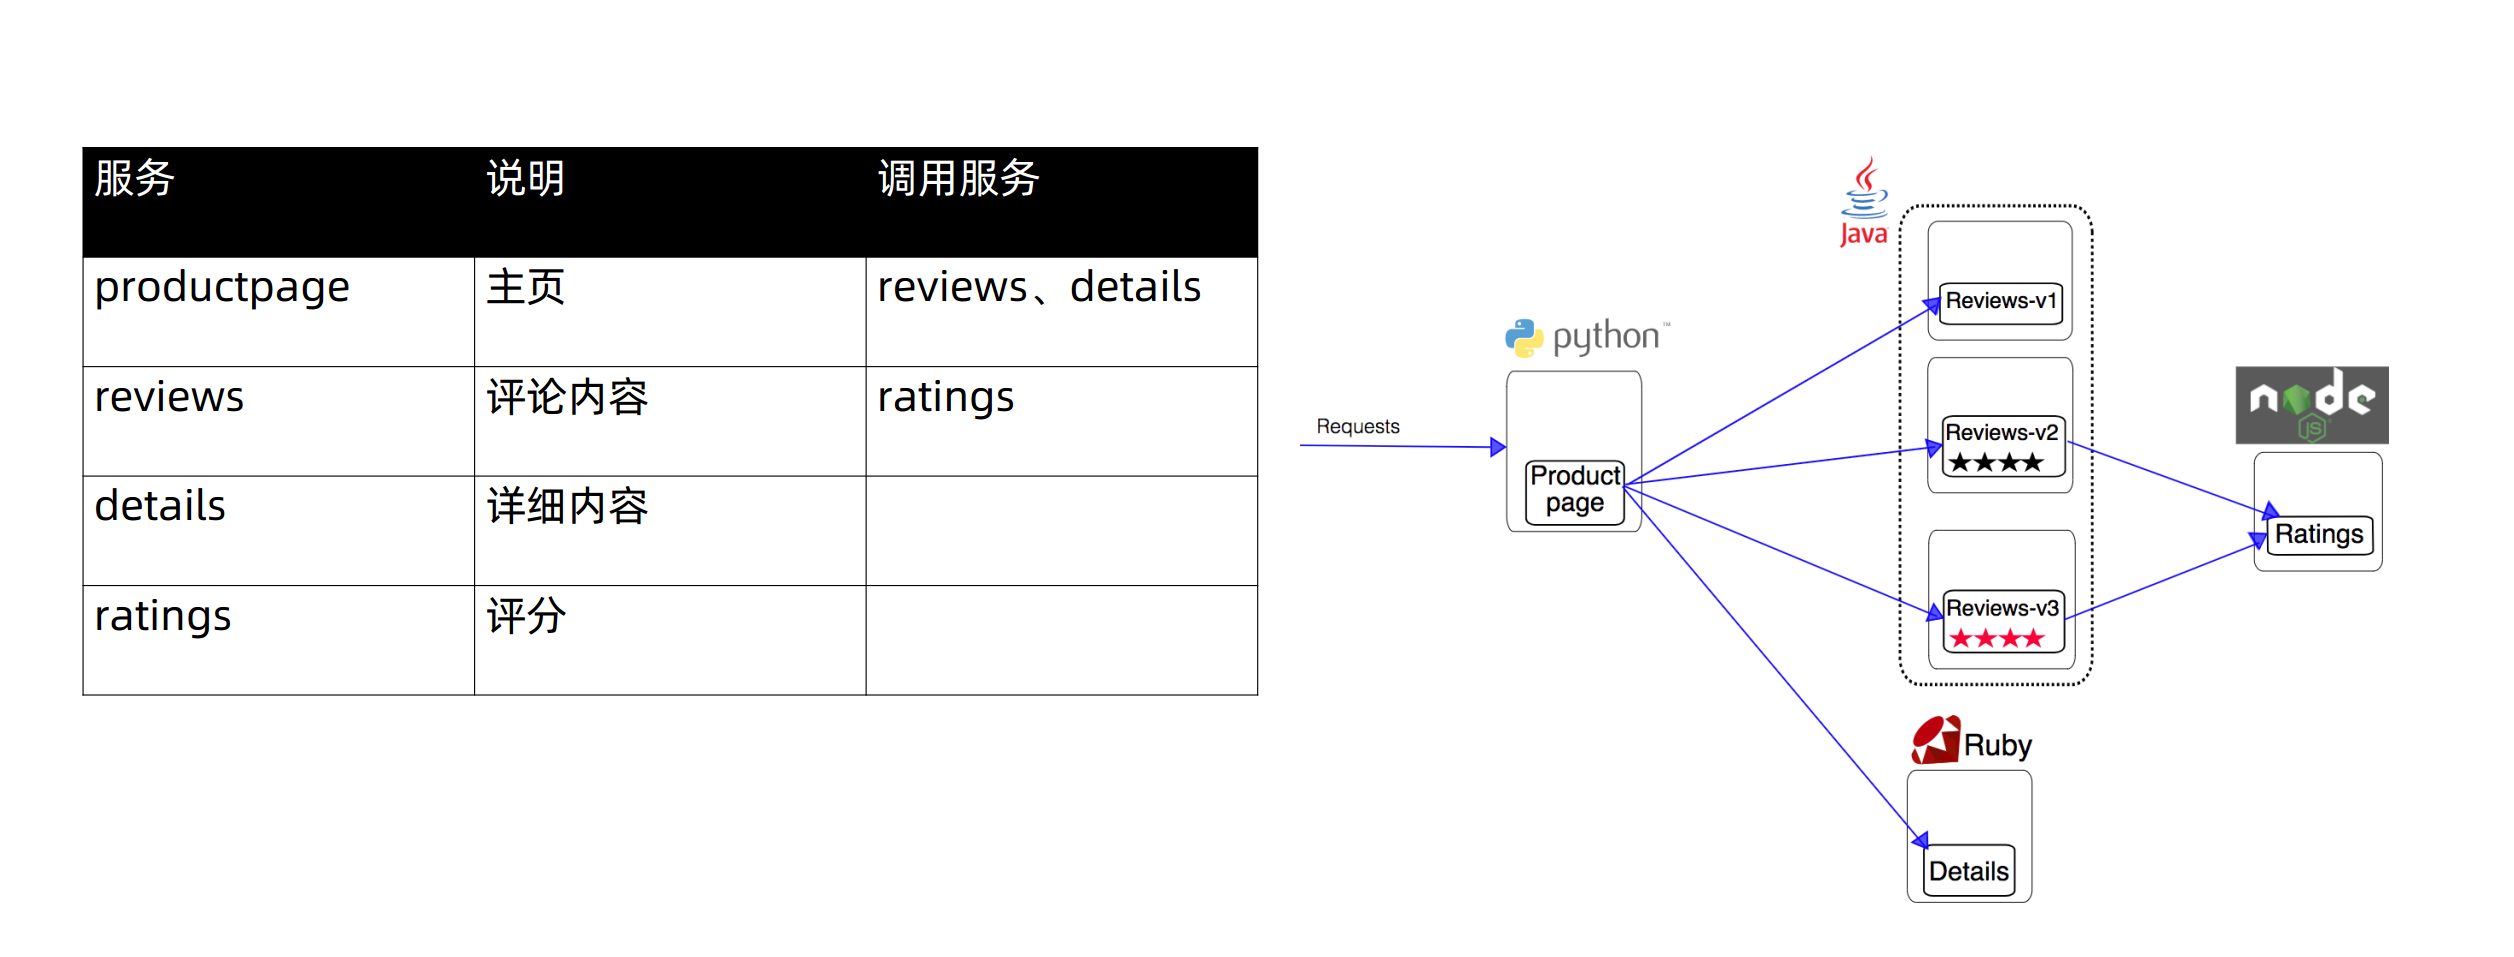 服务 说明 调用服务
productpage 主页 reviews、details
reviews 评论内容 ratings
details 详细内容
ratings 评分
Java
Reviews-v1
python™
node
JS
Requests
Reviews-v2
★★★★
Product
page
Ratings
Reviews-v3
★★★★
Ruby
Details